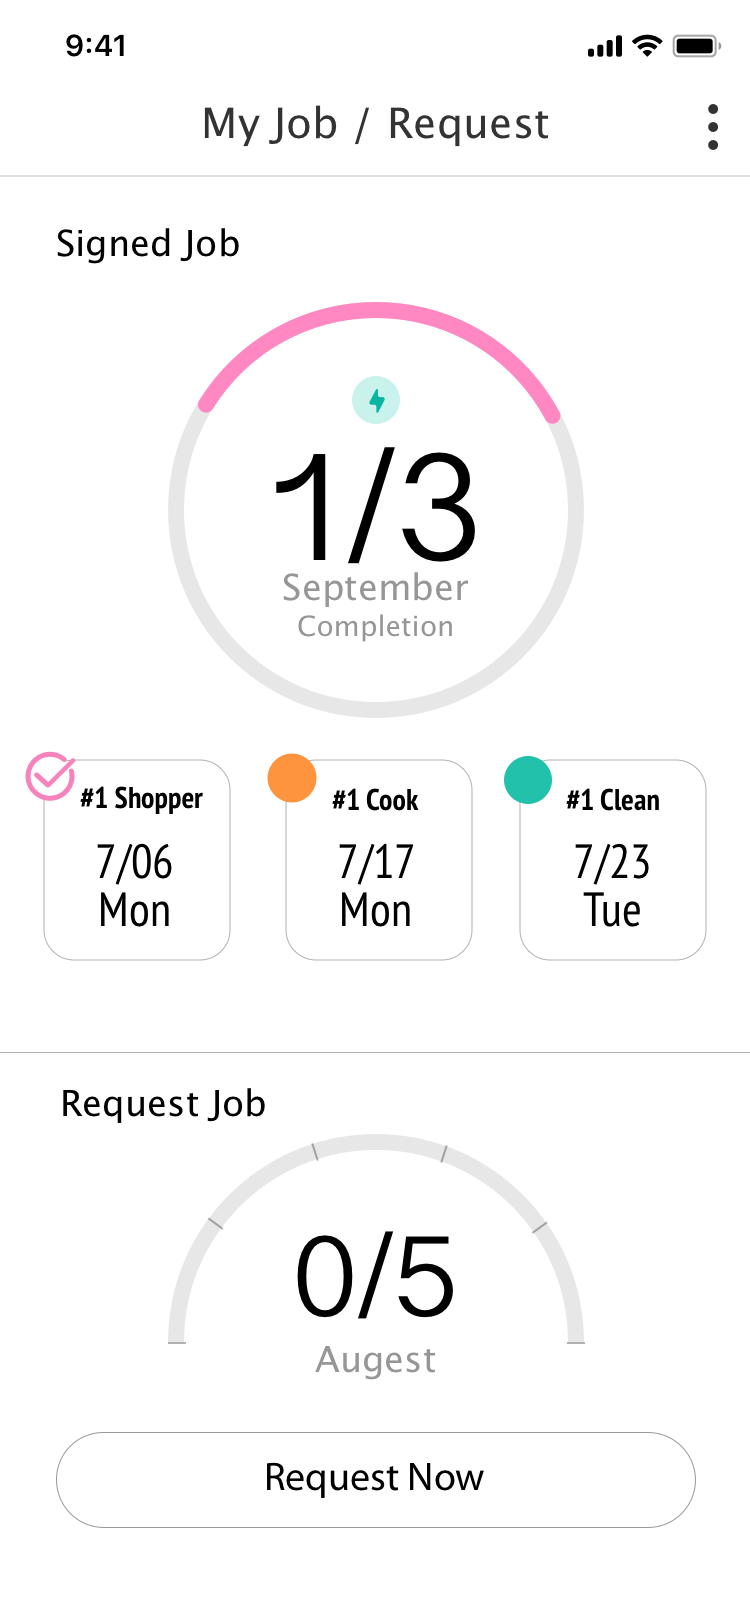 9:41
My Job / Request
Signed Job
1/3
September
Completion
#1 Shopper
7/06
Mon
#1 Cook
7/17
Mon
#1 Clean
7/23
Tue
Request Job
0/5
Augest
Request Now